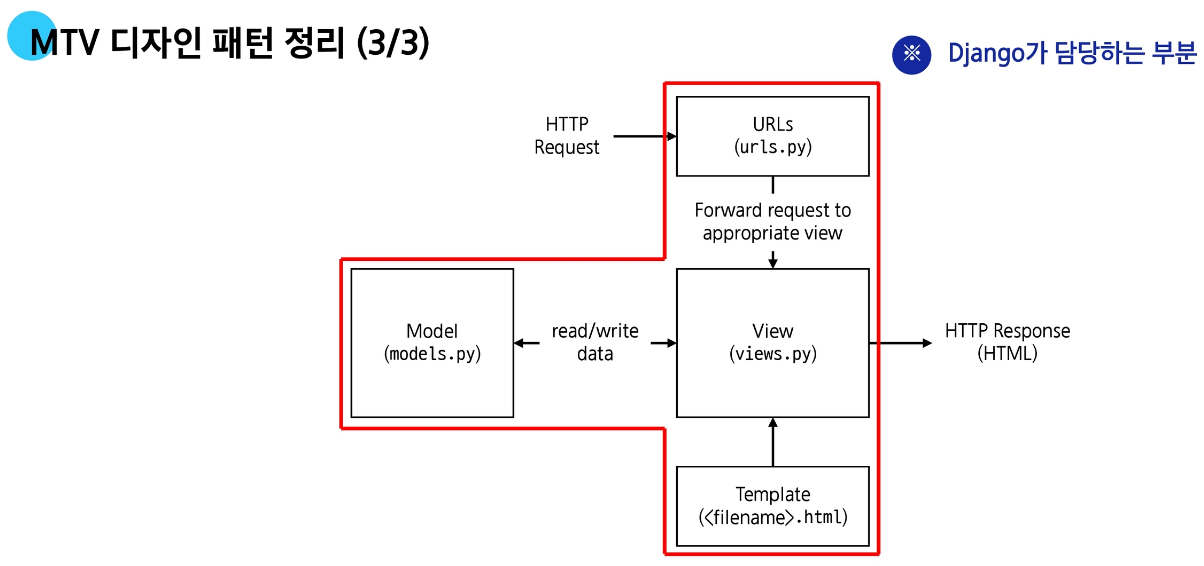 MTV 디자인 패턴 정리 (3/3)
※ Django가 담당하는 부분
HTTP
Request
URLs
(urls.py)
Forward request to
appropriate view
Model
(models.py)
read/write
data
View
(views.py)
HTTP Response
(HTML)
Template
(<filename>.html)